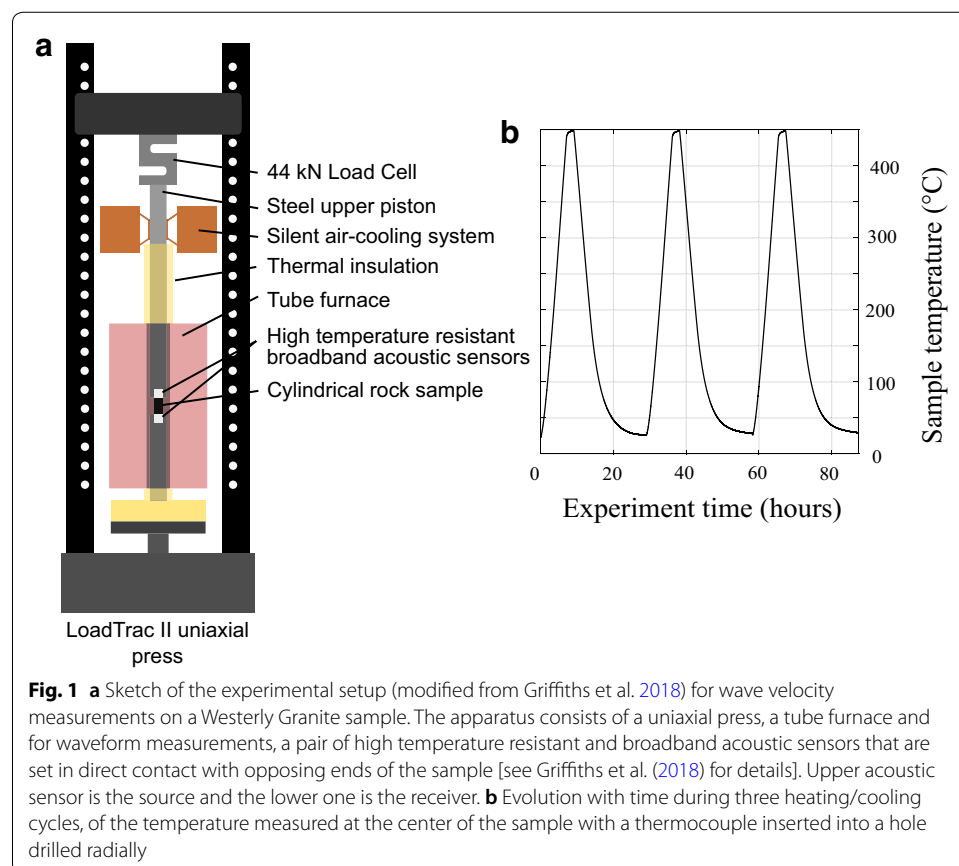 a
44 kN Load Cell
Steel upper piston
Silent air-cooling system
Thermal insulation
Tube furnace
High temperature resistant
broadband acoustic sensors
Cylindrical rock sample
LoadTrac II uniaxial
press
b
400
300
200
100
0
Sample temperature (°C)
0 20 40 60 80
Experiment time (hours)
Fig. 1 a Sketch of the experimental setup (modified from Griffiths et al. 2018) for wave velocity
measurements on a Westerly Granite sample. The apparatus consists of a uniaxial press, a tube furnace and
for waveform measurements, a pair of high temperature resistant and broadband acoustic sensors that are
set in direct contact with opposing ends of the sample [see Griffiths et al. (2018) for details]. Upper acoustic
sensor is the source and the lower one is the receiver. b Evolution with time during three heating/cooling
cycles, of the temperature measured at the center of the sample with a thermocouple inserted into a hole
drilled radially